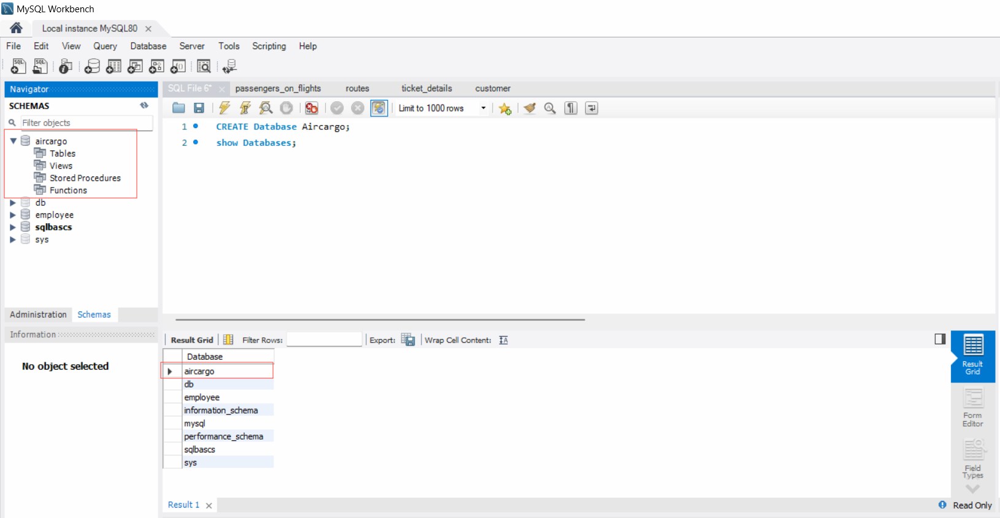 MySQL Workbench
Local instance MySQL80
File Edit View Query Database Server Tools Scripting Help
Navigator
SCHEMAS
Filter objects
aircargo
Tables
Views
Stored Procedures
Functions
db
employee
sqlbascs
sys
Administration Schemas
Information
No object selected
SQL File 6* passengers_on_flights routes ticket_details customer
Limit to 1000 rows
1 CREATE Database Aircargo;
2 show Databases;
Result Grid Filter Rows: Export: Wrap Cell Content:
Database
aircargo
db
employee
information_schema
mysql
performance_schema
sqlbascs
sys
Result
Grid
Form
Editor
Field
Types
Result 1
Read Only